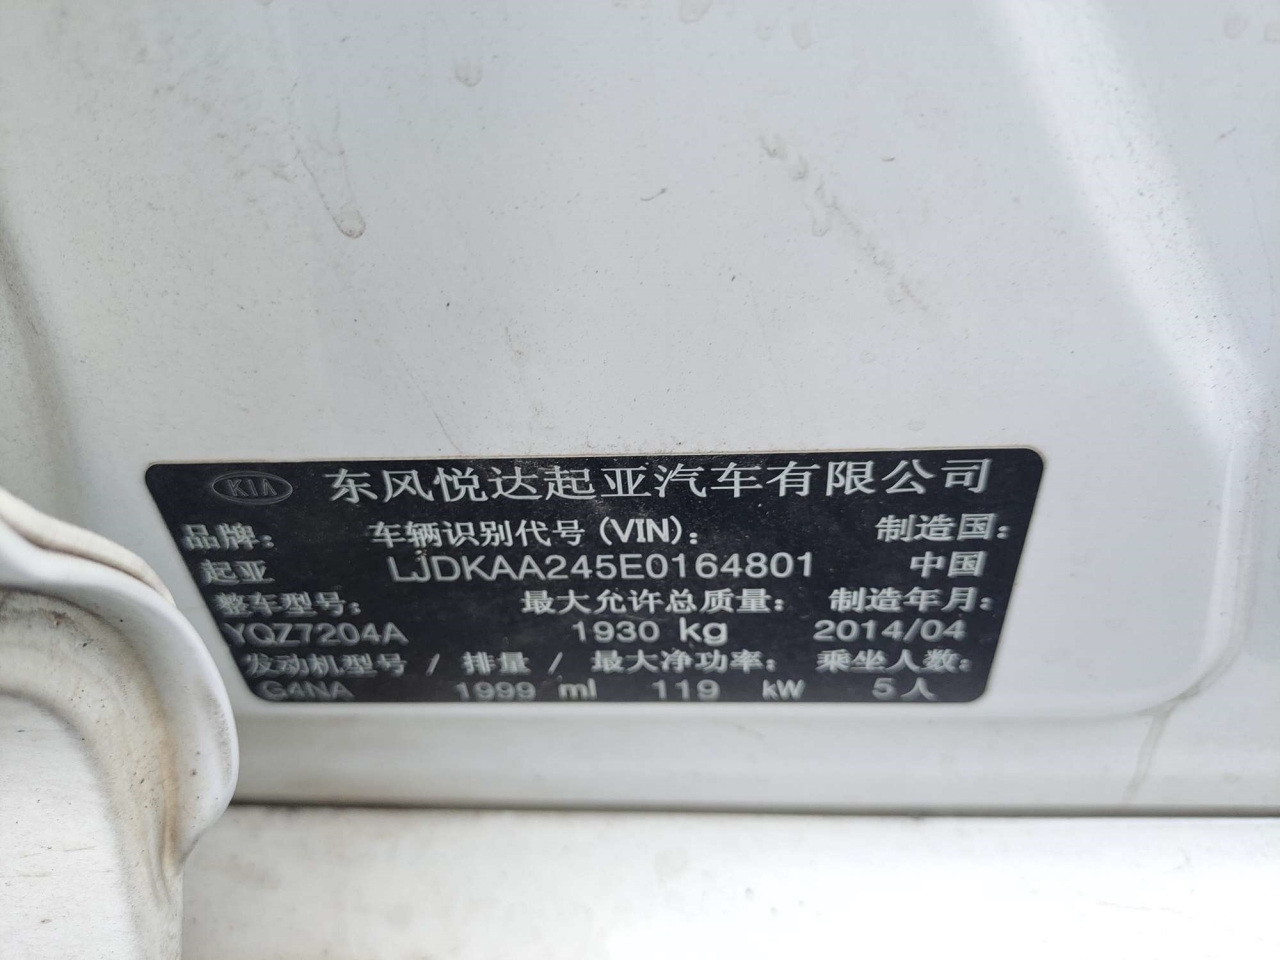 KIA 东风悦达起亚汽车有限公司
品牌: 车辆识别代号(VIN): 制造国:
起亚 LJDKAA245E0164801 中国
整车型号: 最大允许总质量: 制造年月:
YQZ7204A 1930 kg 2014/04
发动机型号 / 排量 / 最大净功率: 乘坐人数:
G4NA 1999 ml 119 kW 5人